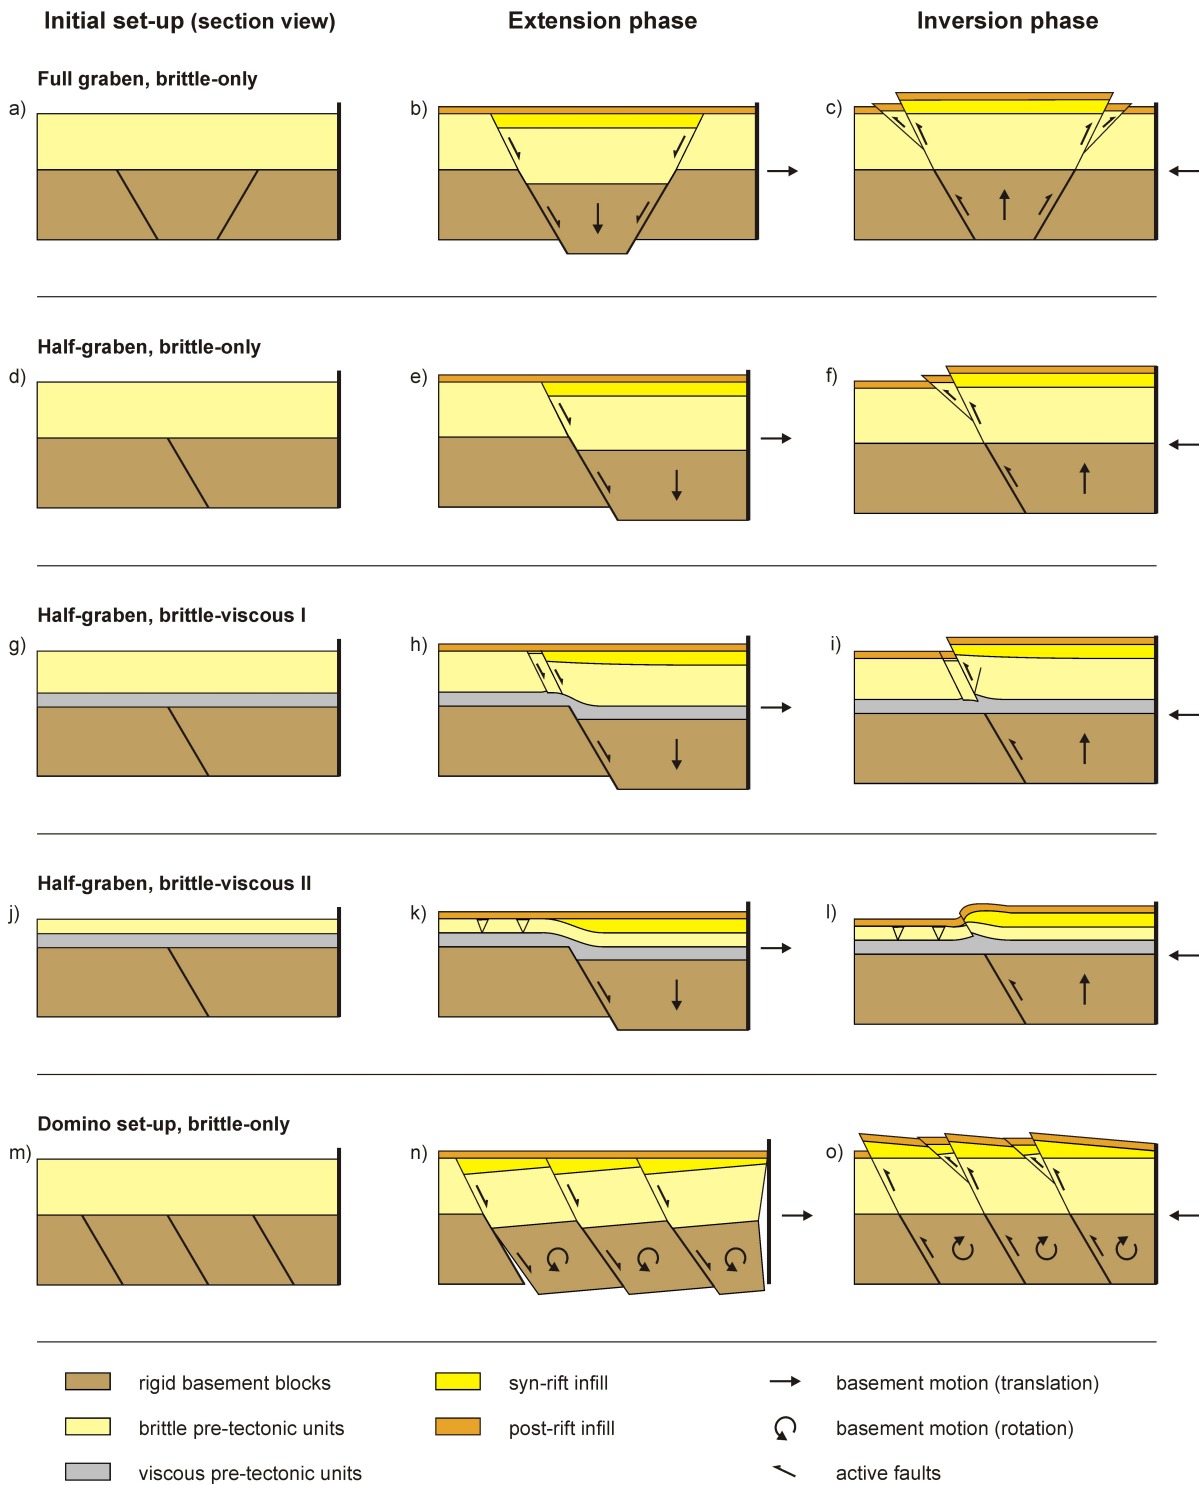 Initial set-up (section view)
Extension phase
Inversion phase
Full graben, brittle-only
a)
b)
c)
Half-graben, brittle-only
d)
e)
f)
Half-graben, brittle-viscous I
g)
h)
i)
Half-graben, brittle-viscous II
j)
k)
l)
Domino set-up, brittle-only
m)
n)
o)
rigid basement blocks
syn-rift infill
basement motion (translation)
brittle pre-tectonic units
post-rift infill
basement motion (rotation)
viscous pre-tectonic units
active faults